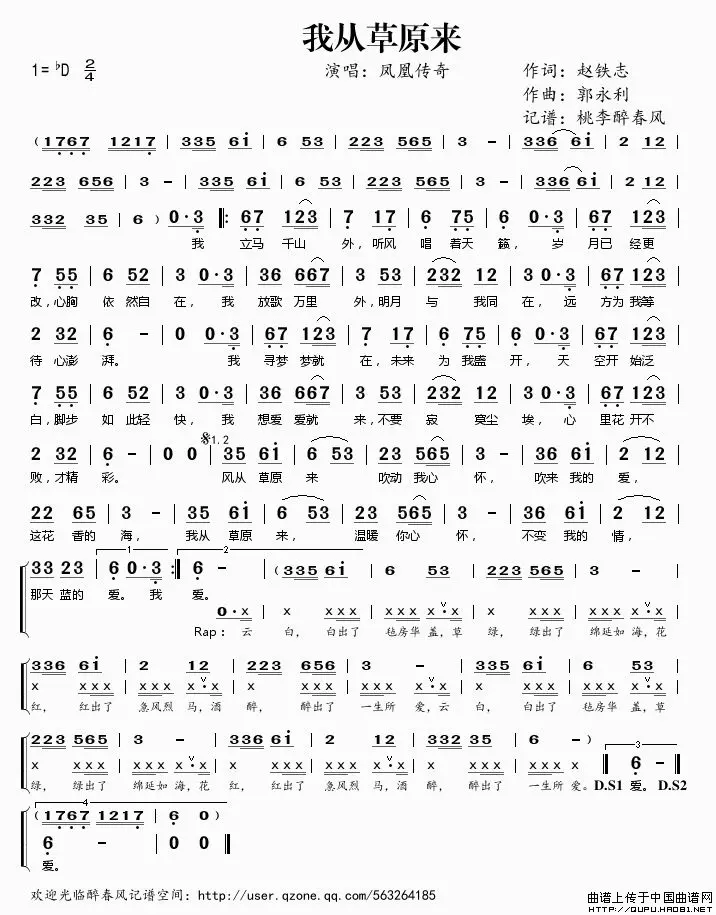 我从草原来
1=♭D 2/4
演唱：凤凰传奇
作词：赵铁志
作曲：郭永利
记谱：桃李醉春风
( 1767 1217 | 335 6i | 6 53 | 223 565 | 3 - | 336 6i | 2 12 |
223 656 | 3 - | 335 6i | 6 53 | 223 565 | 3 - | 336 6i | 2 12 |
332 35 | 6 ) 0·3 |: 67 123 | 7 17 | 6 75 | 6 0·3 | 67 123 |
我 立马 千山 外，听风 唱 着天 籁， 岁 月已 经更
7 55 | 6 52 | 3 0·3 | 36 667 | 3 53 | 232 12 | 3 0·3 | 67 123 |
改，心胸 依 然自 在， 我 放歌 万里 外，明月 与 我同 在， 远 方为 我等
2 32 | 6 - | 0 0·3 | 67 123 | 7 17 | 6 75 | 6 0·3 | 67 123 |
待 心澎 湃。 我 寻梦 梦就 在，未来 为 我盛 开， 天 空开 始泛
7 55 | 6 52 | 3 0·3 | 36 667 | 3 53 | 232 12 | 3 0·3 | 67 123 |
白，脚步 如 此轻 快， 我 想爱 爱就 来，不要 寂 莫尘 埃， 心 里花 开不
𝄋1.2
2 32 | 6 - | 0 0 | 35 6i | 6 53 | 23 565 | 3 - | 36 6i | 2 12 |
败，才精 彩。 风从 草原 来 吹动 我心 怀， 吹来 我的 爱，
22 65 | 3 - | 35 6i | 6 53 | 23 565 | 3 - | 36 6i | 2 12 |
这花 香的 海， 我从 草原 来， 温暖 你心 怀， 不变 我的 情，
1 2
33 23 | 6 0·3 :| 6 - | ( 335 6i | 6 53 | 223 565 | 3 - |
那天 蓝的 爱。我 爱。
0·x | x xxx | xxx x·x | x xxx | xxx x·x |
Rap： 云 白， 白出了 毡房华 盖，草 绿， 绿出了 绵延如 海，花
336 6i | 2 12 | 223 656 | 3 - | 335 6i | 6 53 |
x xxx | xxx x·x | x xxx | xxx x·x | x xxx | xxx x·x |
红， 红出了 急风烈 马，酒 醉， 醉出了 一生所 爱，云 白， 白出了 毡房华 盖，草
3
223 565 | 3 - | 336 6i | 2 12 | 332 35 | 6 - ) | 6 - |
x xxx | xxx x·x | x xxx | xxx x·x | x xxx | xxx x
D.S1 爱。 D.S2
绿， 绿出了 绵延如 海，花 红， 红出了 急风烈 马，酒 醉， 醉出了 一生所 爱。
4
( 1767 1217 | 6 0 )
6 - | 6 0
爱。
欢迎光临醉春风记谱空间：http://user.qzone.qq.com/563264185
曲谱上传于中国曲谱网
HTTP://QUPU.HAO81.NET